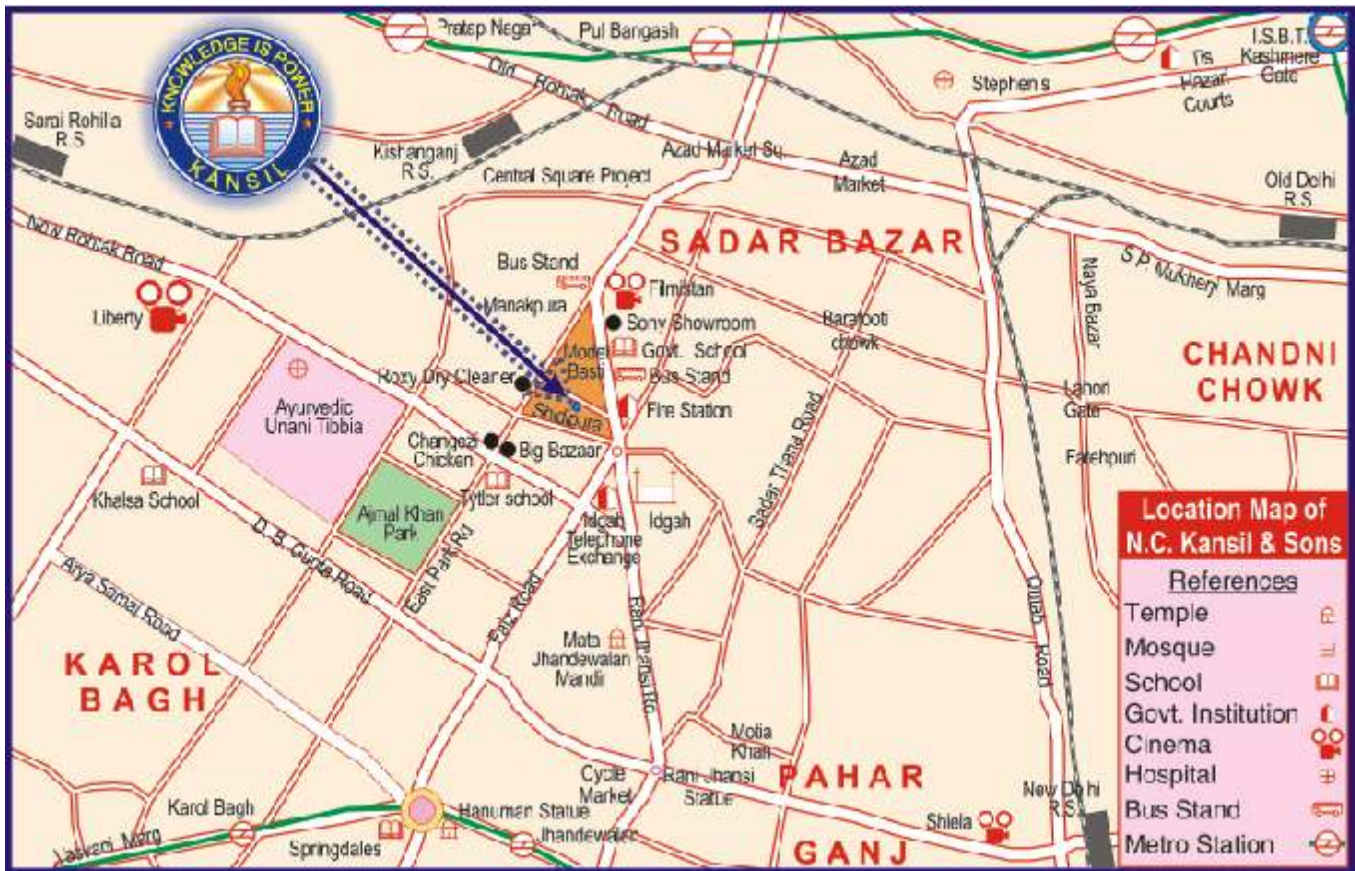 Pratap Nagar
Pul Bangash
I.S.B.T.
Kashmere
Gate
Tis
Hazari
Courts
KNOWLEDGE IS POWER
KANSIL
Stephen's
Sarai Rohilla
R.S.
Old Rohtak Road
Kishanganj
R.S.
Azad Market Sq.
Azad
Market
Central Square Project
Old Delhi
R.S.
New Rohtak Road
SADAR BAZAR
S.P. Mukherji Marg
Naya Bazar
Bus Stand
Manakpura
Filmistan
Liberty
Sony Showroom
Baratooti
chowk
Model
Basti
Govt. School
CHANDNI
CHOWK
Roxy Dry Cleaner
Bus Stand
Lahori
Gate
Shidipura
Fire Station
Ayurvedic
Unani Tibbia
Changezi
Chicken
Big Bazaar
Fatehpuri
Sadar Thana Road
Khalsa School
Tytler school
Ajmal Khan
Park
Idgah
Telephone
Exchange
Idgah
D. B. Gupta Road
East Park Rd
Arya Samaj Road
Faiz Road
Rani Jhansi Rd.
Qutab Road
Mata
Jhandewalan
Mandir
KAROL
BAGH
Motia
Khan
Cycle
Market
Rani Jhansi
Statue
PAHAR
GANJ
New Delhi
R.S.
Karol Bagh
Hanuman Statue
Shiela
Marg
Springdales
Jhandewalan
Location Map of
N.C. Kansil & Sons
References
Temple
Mosque
School
Govt. Institution
Cinema
Hospital
Bus Stand
Metro Station